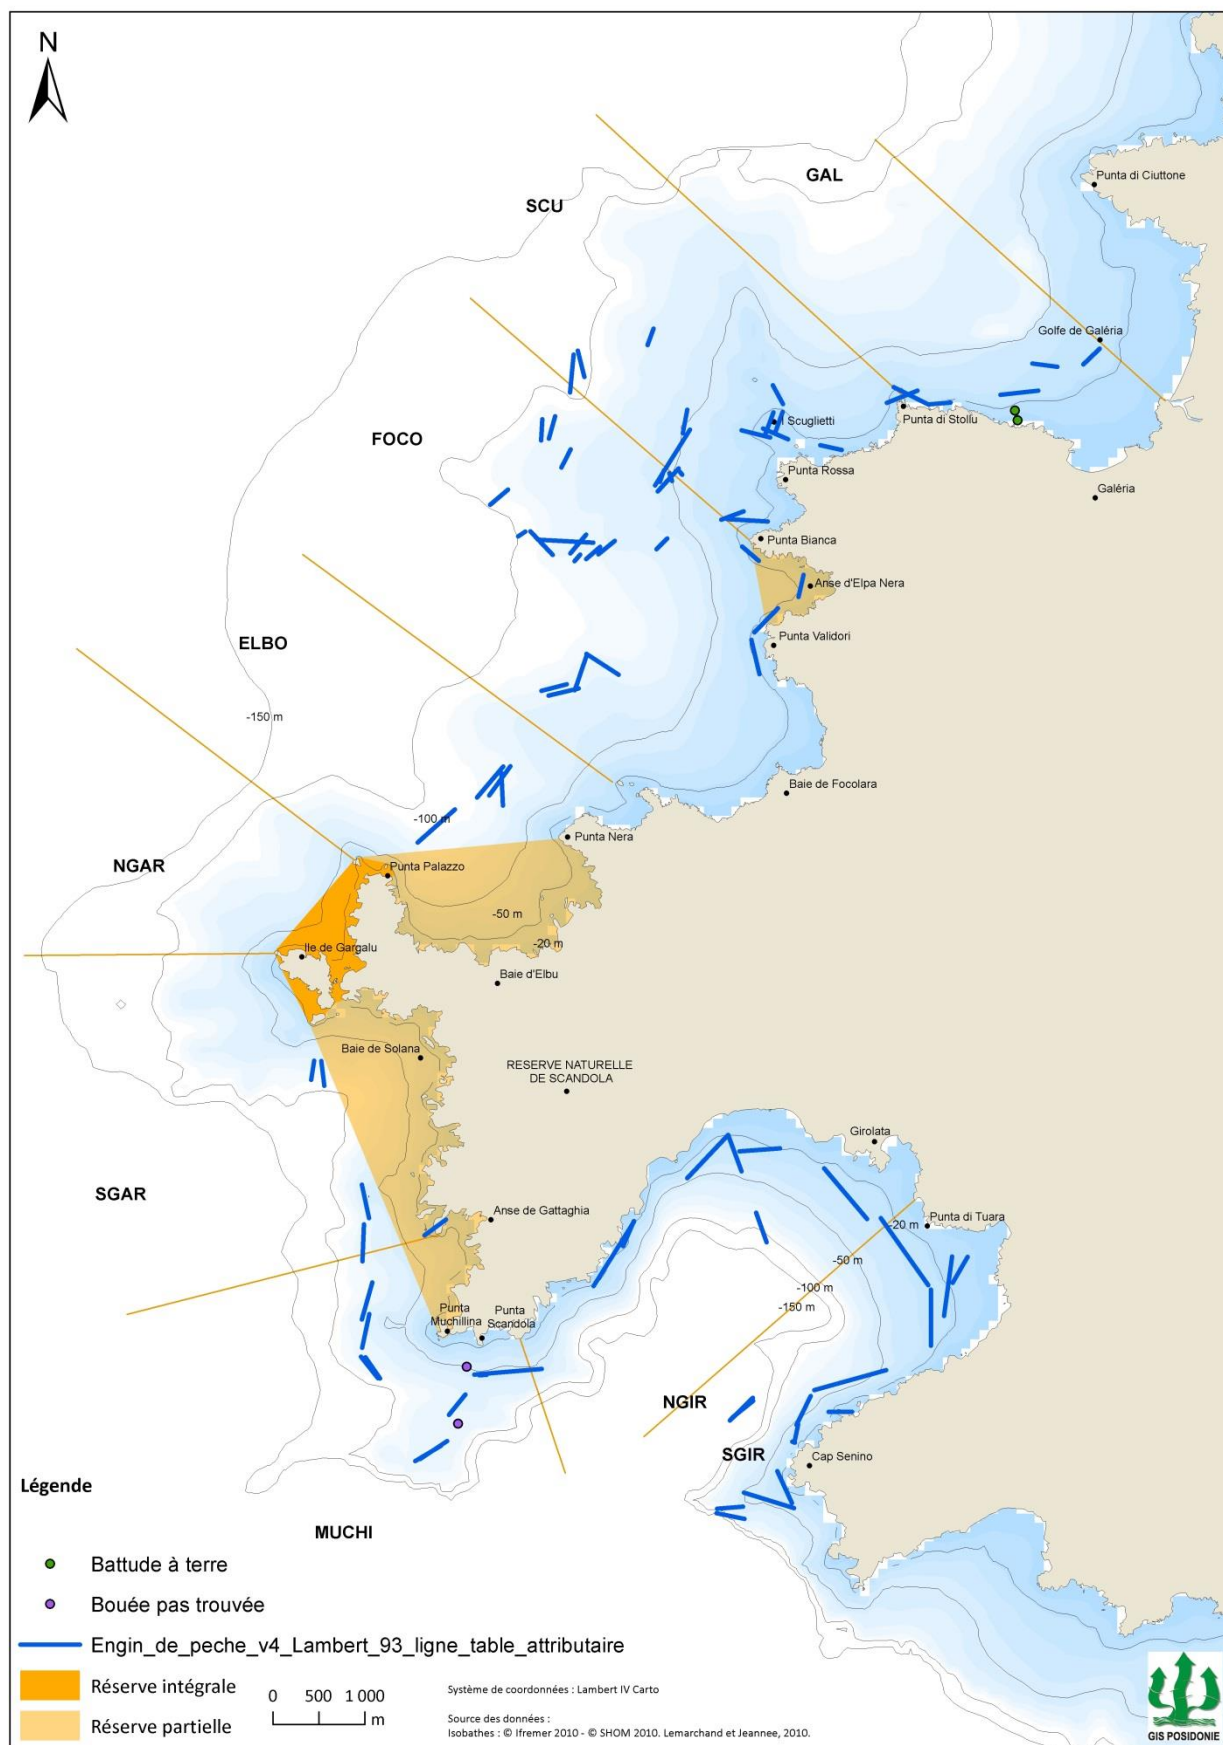 N
GAL
Punta di Ciuttone
SCU
Golfe de Galéria
Punta di Stollu
I Scuglietti
FOCO
Punta Rossa
Galéria
Punta Bianca
Anse d'Elpa Nera
ELBO
Punta Validori
-150 m
Baie de Focolara
-100 m
Punta Nera
NGAR
Punta Palazzo
-50 m
-20 m
Ile de Gargalu
Baie d'Elbu
Baie de Solana
RESERVE NATURELLE
DE SCANDOLA
Girolata
SGAR
Anse de Gattaghia
-20 m
Punta di Tuara
-50 m
-100 m
-150 m
Punta
Muchillina
Punta
Scandola
NGIR
SGIR
Cap Senino
MUCHI
Légende
Battude à terre
Bouée pas trouvée
Engin_de_peche_v4_Lambert_93_ligne_table_attributaire
Réserve intégrale
Réserve partielle
0 500 1 000
m
Système de coordonnées : Lambert IV Carto
Source des données :
Isobathes : © Ifremer 2010 - © SHOM 2010. Lemarchand et Jeannee, 2010.
GIS POSIDONIE